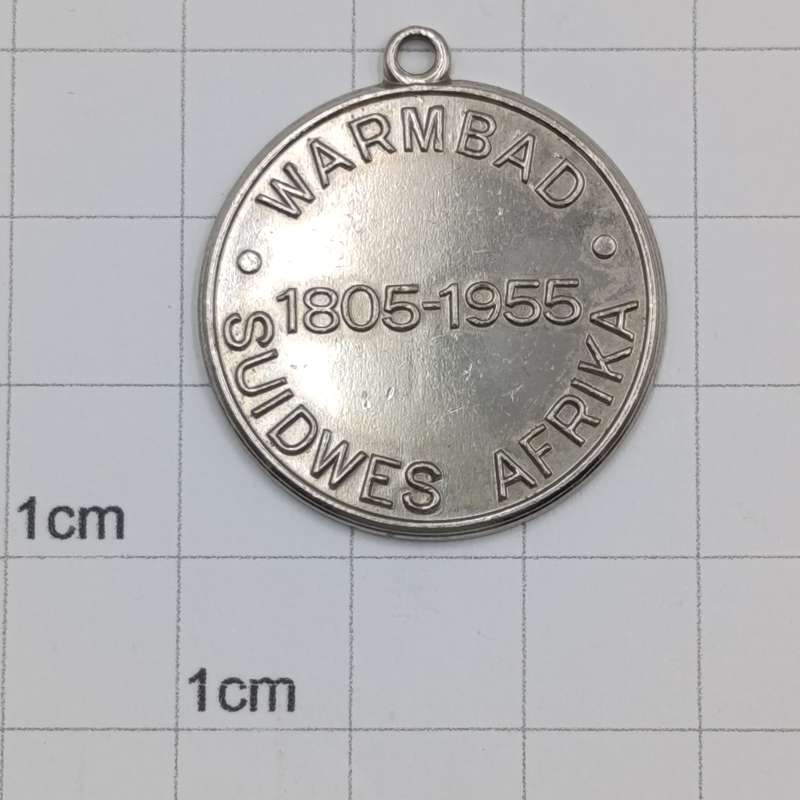 WARMBAD
1805-1955
SUIDWES AFRIKA
1cm
1cm